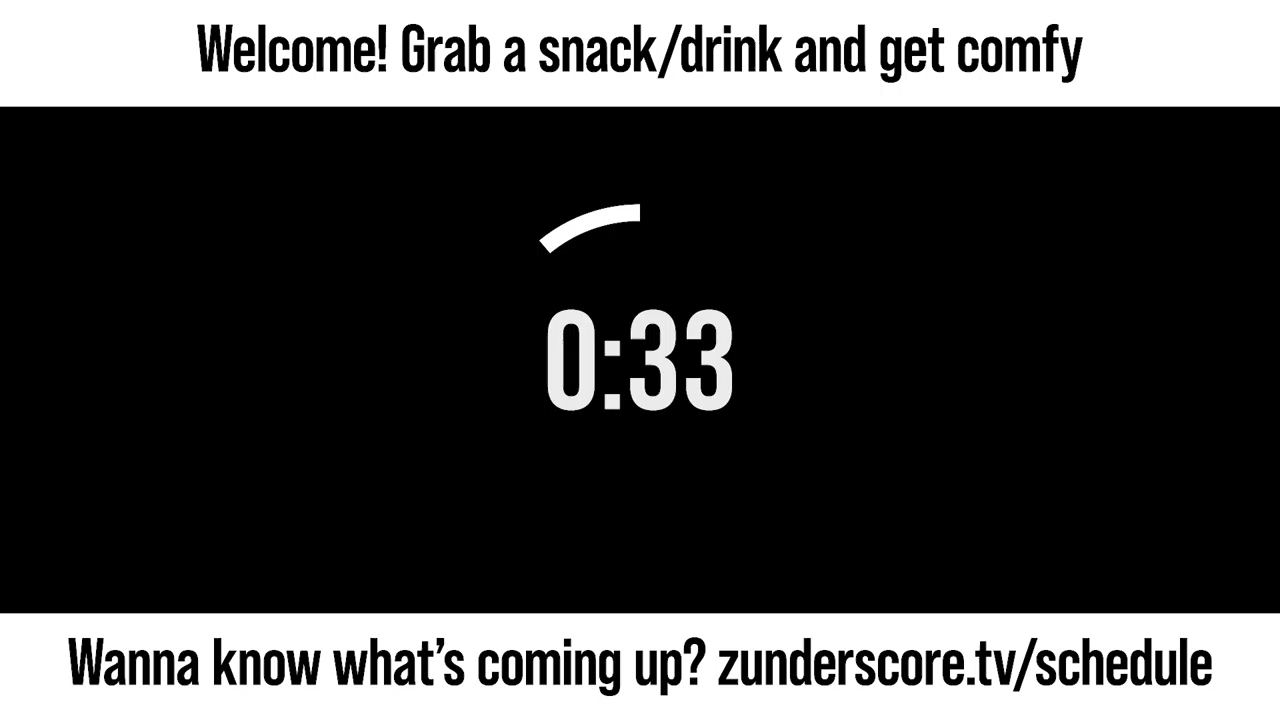 Welcome! Grab a snack/drink and get comfy
0:33
Wanna know what’s coming up? zunderscore.tv/schedule